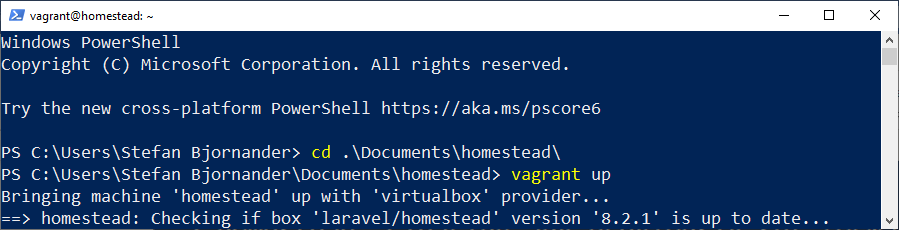 vagrant@homestead: ~
Windows PowerShell
Copyright (C) Microsoft Corporation. All rights reserved.
Try the new cross-platform PowerShell https://aka.ms/pscore6
PS C:\Users\Stefan Bjornander> cd .\Documents\homestead\
PS C:\Users\Stefan Bjornander\Documents\homestead> vagrant up
Bringing machine 'homestead' up with 'virtualbox' provider...
==> homestead: Checking if box 'laravel/homestead' version '8.2.1' is up to date...